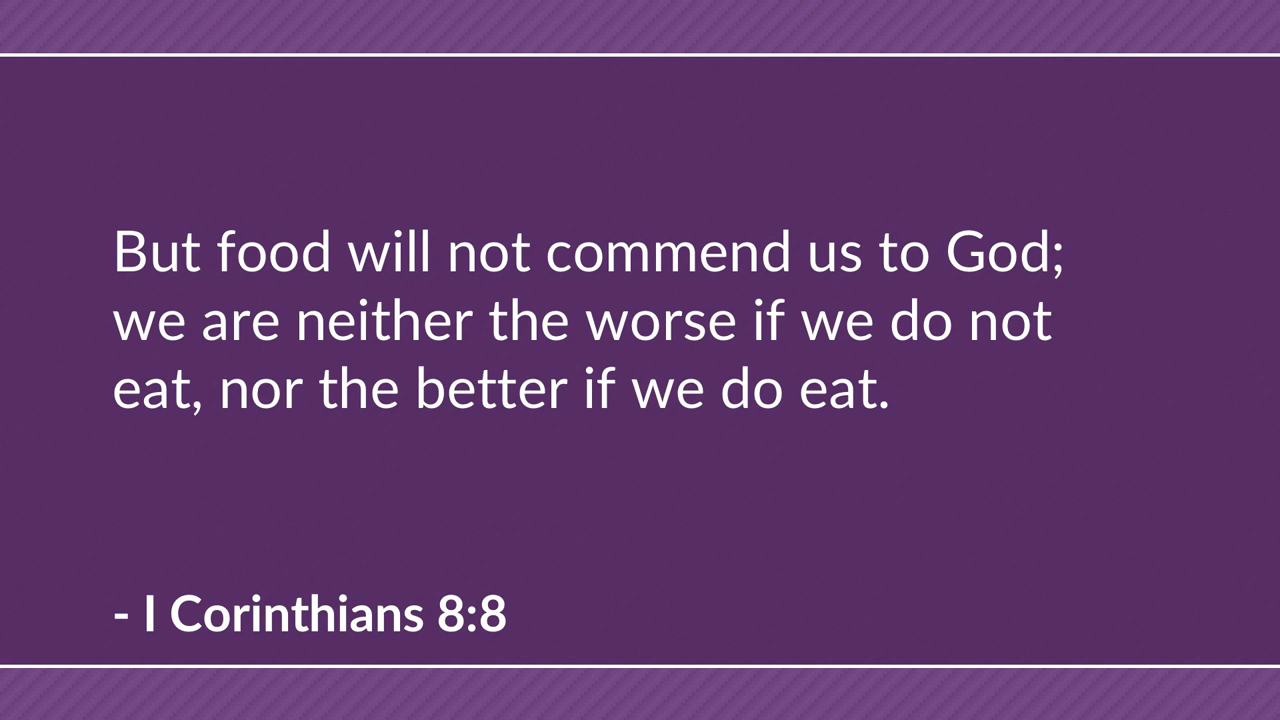 But food will not commend us to God;
we are neither the worse if we do not
eat, nor the better if we do eat.
- I Corinthians 8:8